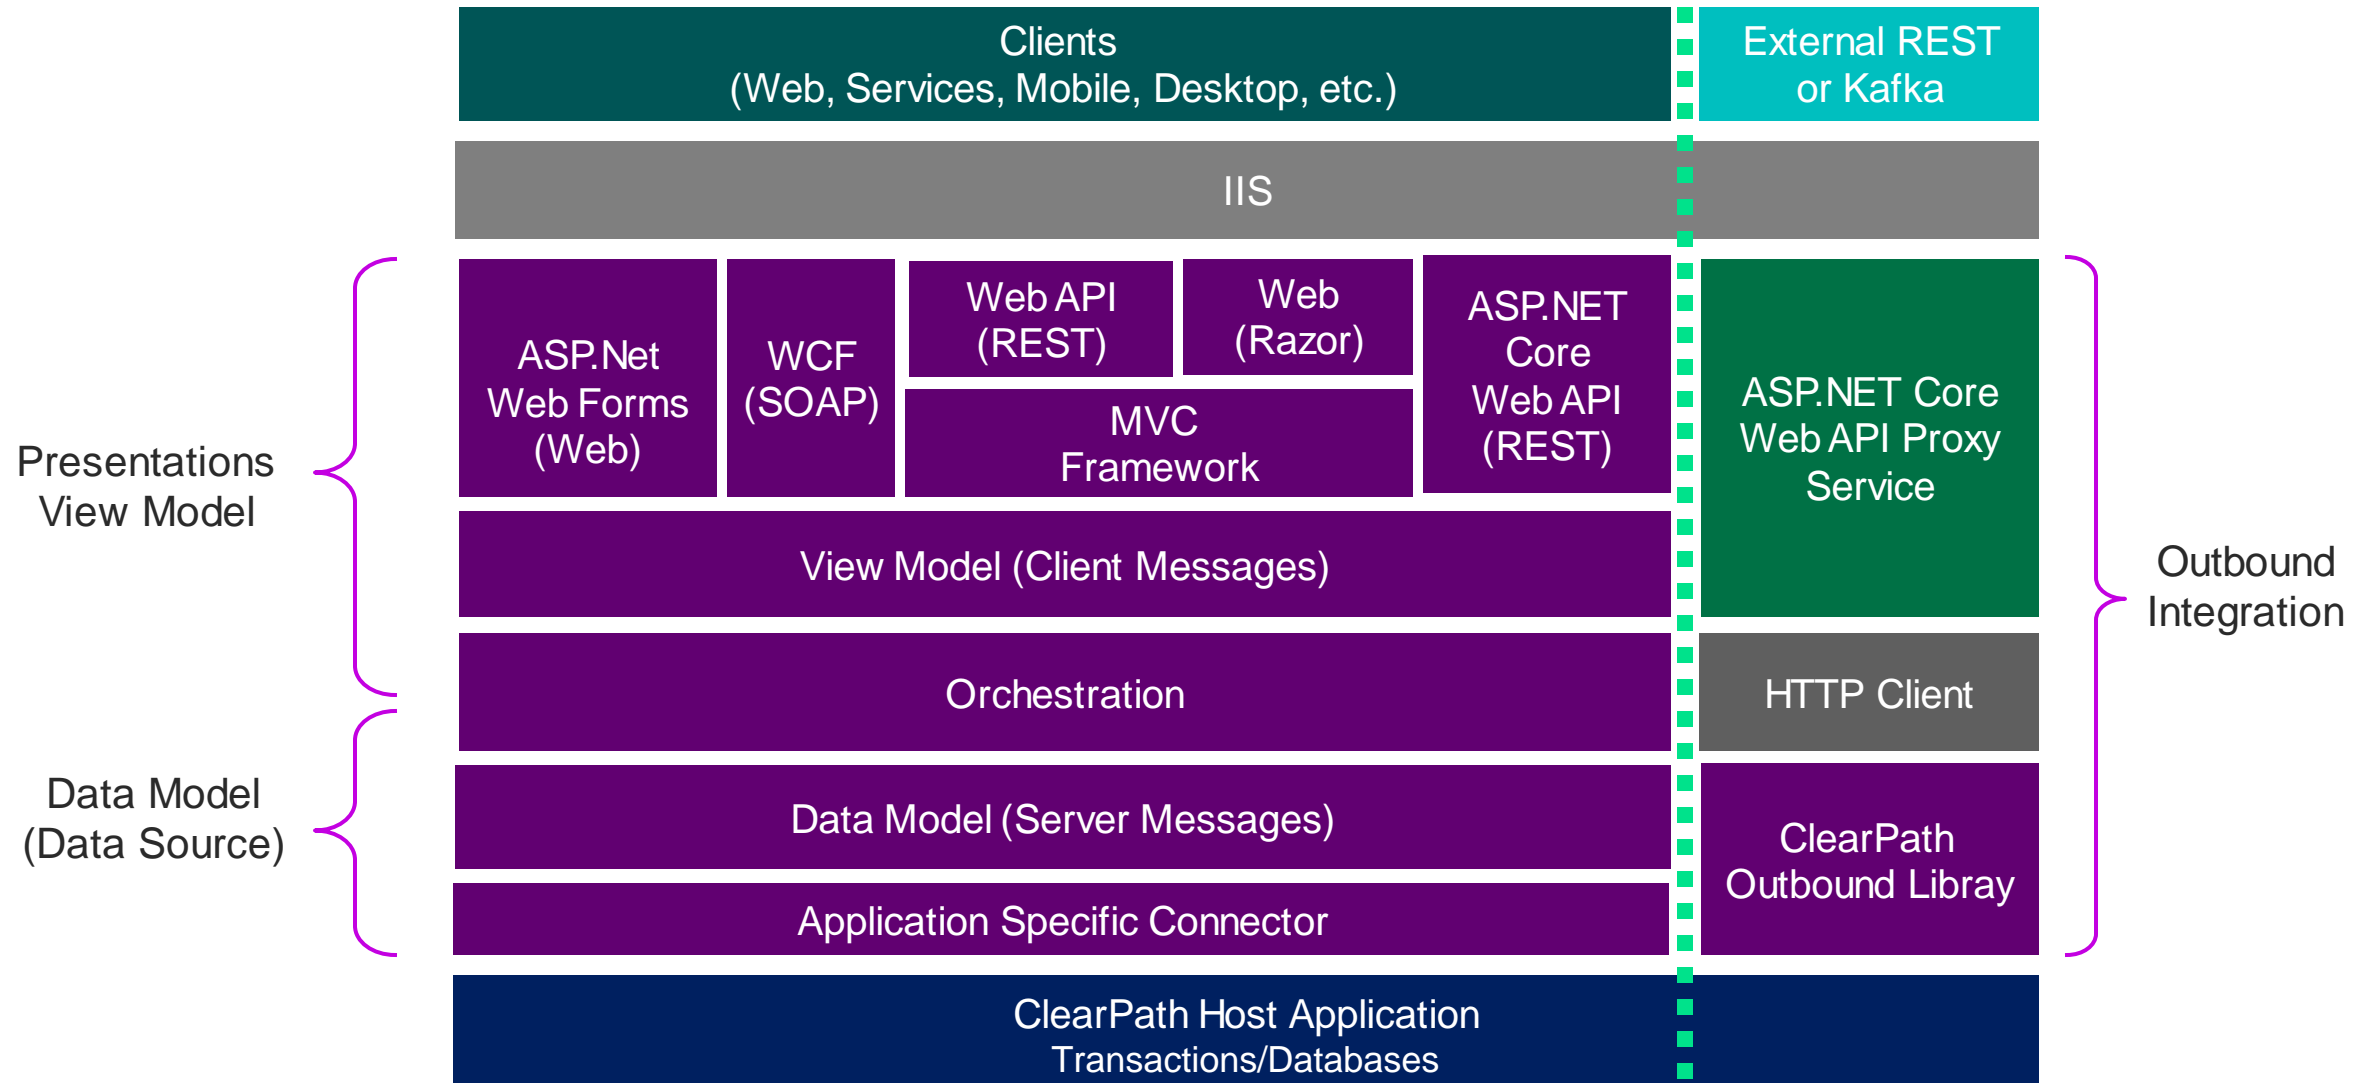 Clients
(Web, Services, Mobile, Desktop, etc.)
External REST
or Kafka
IIS
Presentations
View Model
ASP.Net
Web Forms
(Web)
WCF
(SOAP)
Web API
(REST)
Web
(Razor)
MVC
Framework
ASP.NET
Core
Web API
(REST)
ASP.NET Core
Web API Proxy
Service
View Model (Client Messages)
Orchestration
HTTP Client
Outbound
Integration
Data Model
(Data Source)
Data Model (Server Messages)
Application Specific Connector
ClearPath
Outbound Libray
ClearPath Host Application
Transactions/Databases